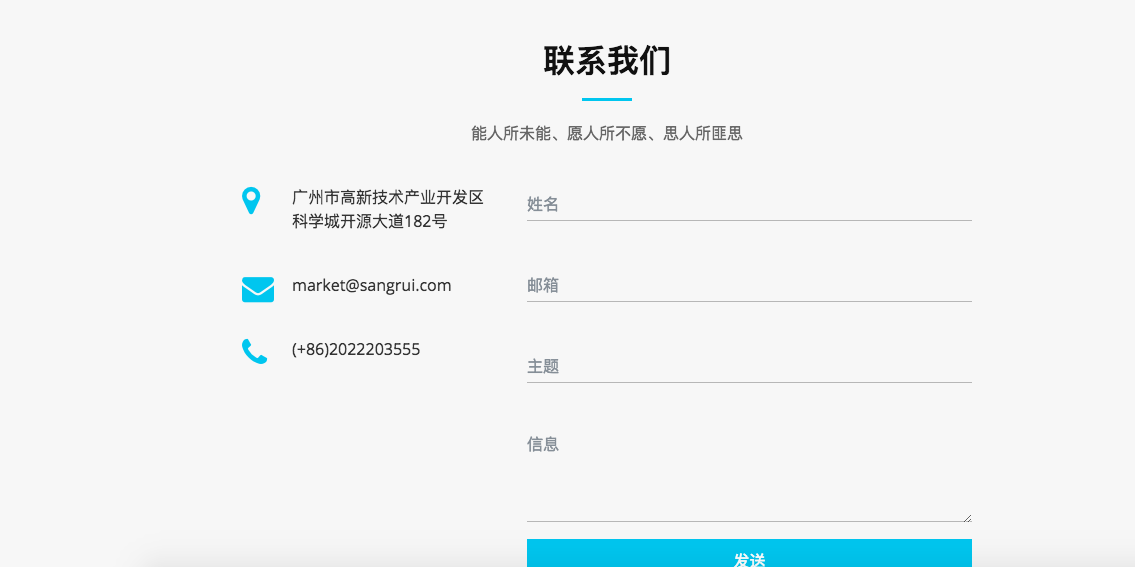 联系我们
能人所未能、愿人所不愿、思人所匪思
广州市高新技术产业开发区
科学城开源大道182号
market@sangrui.com
(+86)2022203555
姓名
邮箱
主题
信息
发送